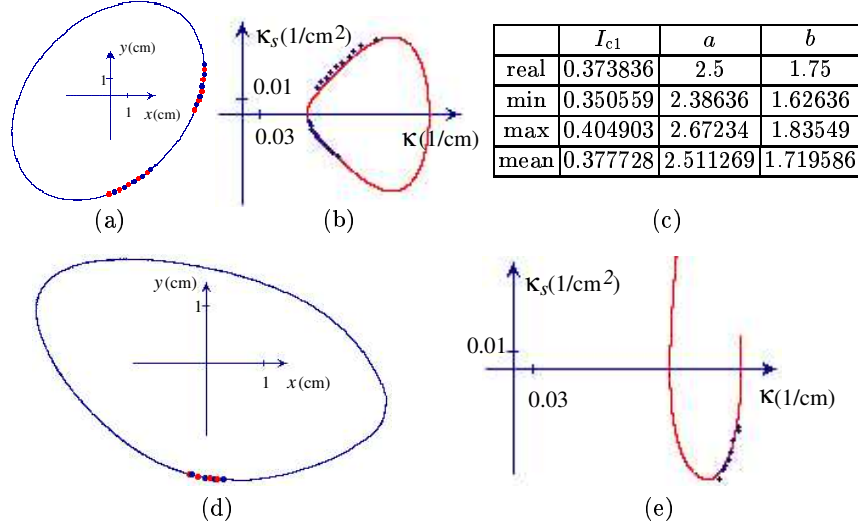 y(cm)
1
1 x(cm)
(a)
κs(1/cm²)
0.01
0.03
κ(1/cm)
(b)
Ic1 a b
real 0.373836 2.5 1.75
min 0.350559 2.38636 1.62636
max 0.404903 2.67234 1.83549
mean 0.377728 2.511269 1.719586
(c)
y(cm)
1
1 x(cm)
(d)
κs(1/cm²)
0.01
0.03
κ(1/cm)
(e)